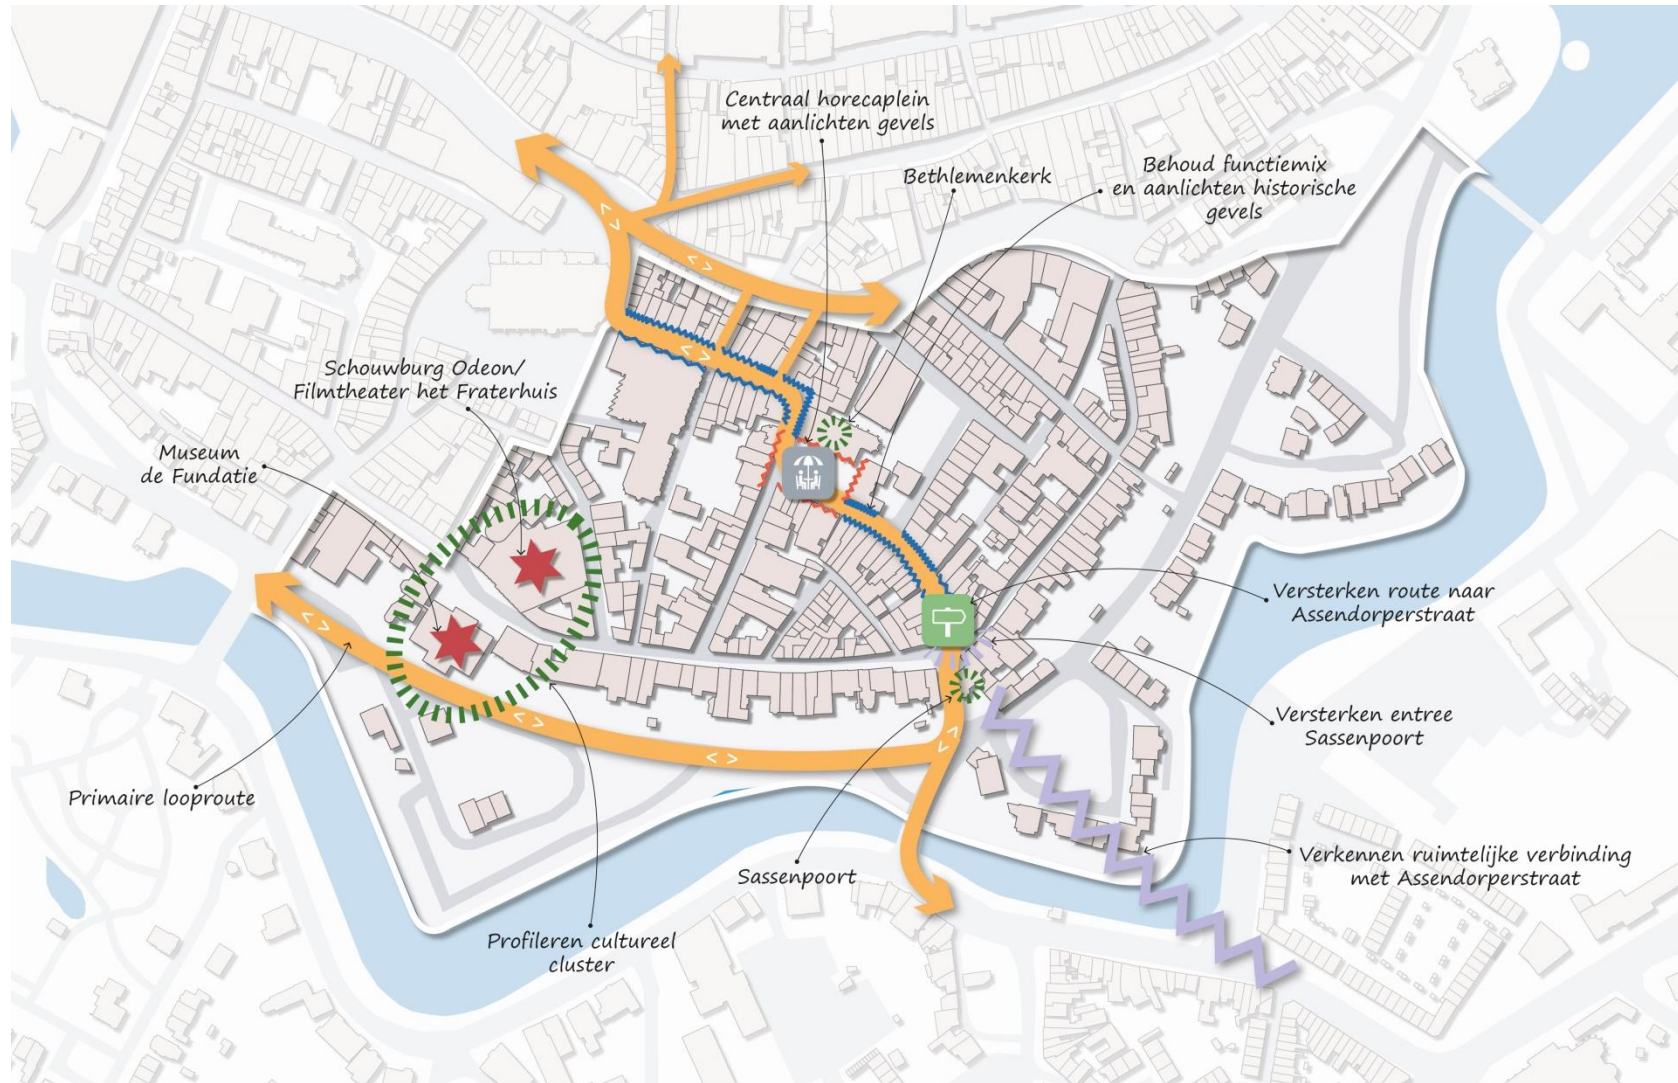 Centraal horecaplein
met aanlichten gevels
Bethlemenkerk
Behoud functiemix
en aanlichten historische
gevels
Schouwburg Odeon/
Filmtheater het Fraterhuis
Museum
de Fundatie
Versterken route naar
Assendorperstraat
Versterken entree
Sassenpoort
Primaire looproute
Sassenpoort
Verkennen ruimtelijke verbinding
met Assendorperstraat
Profileren cultureel
cluster